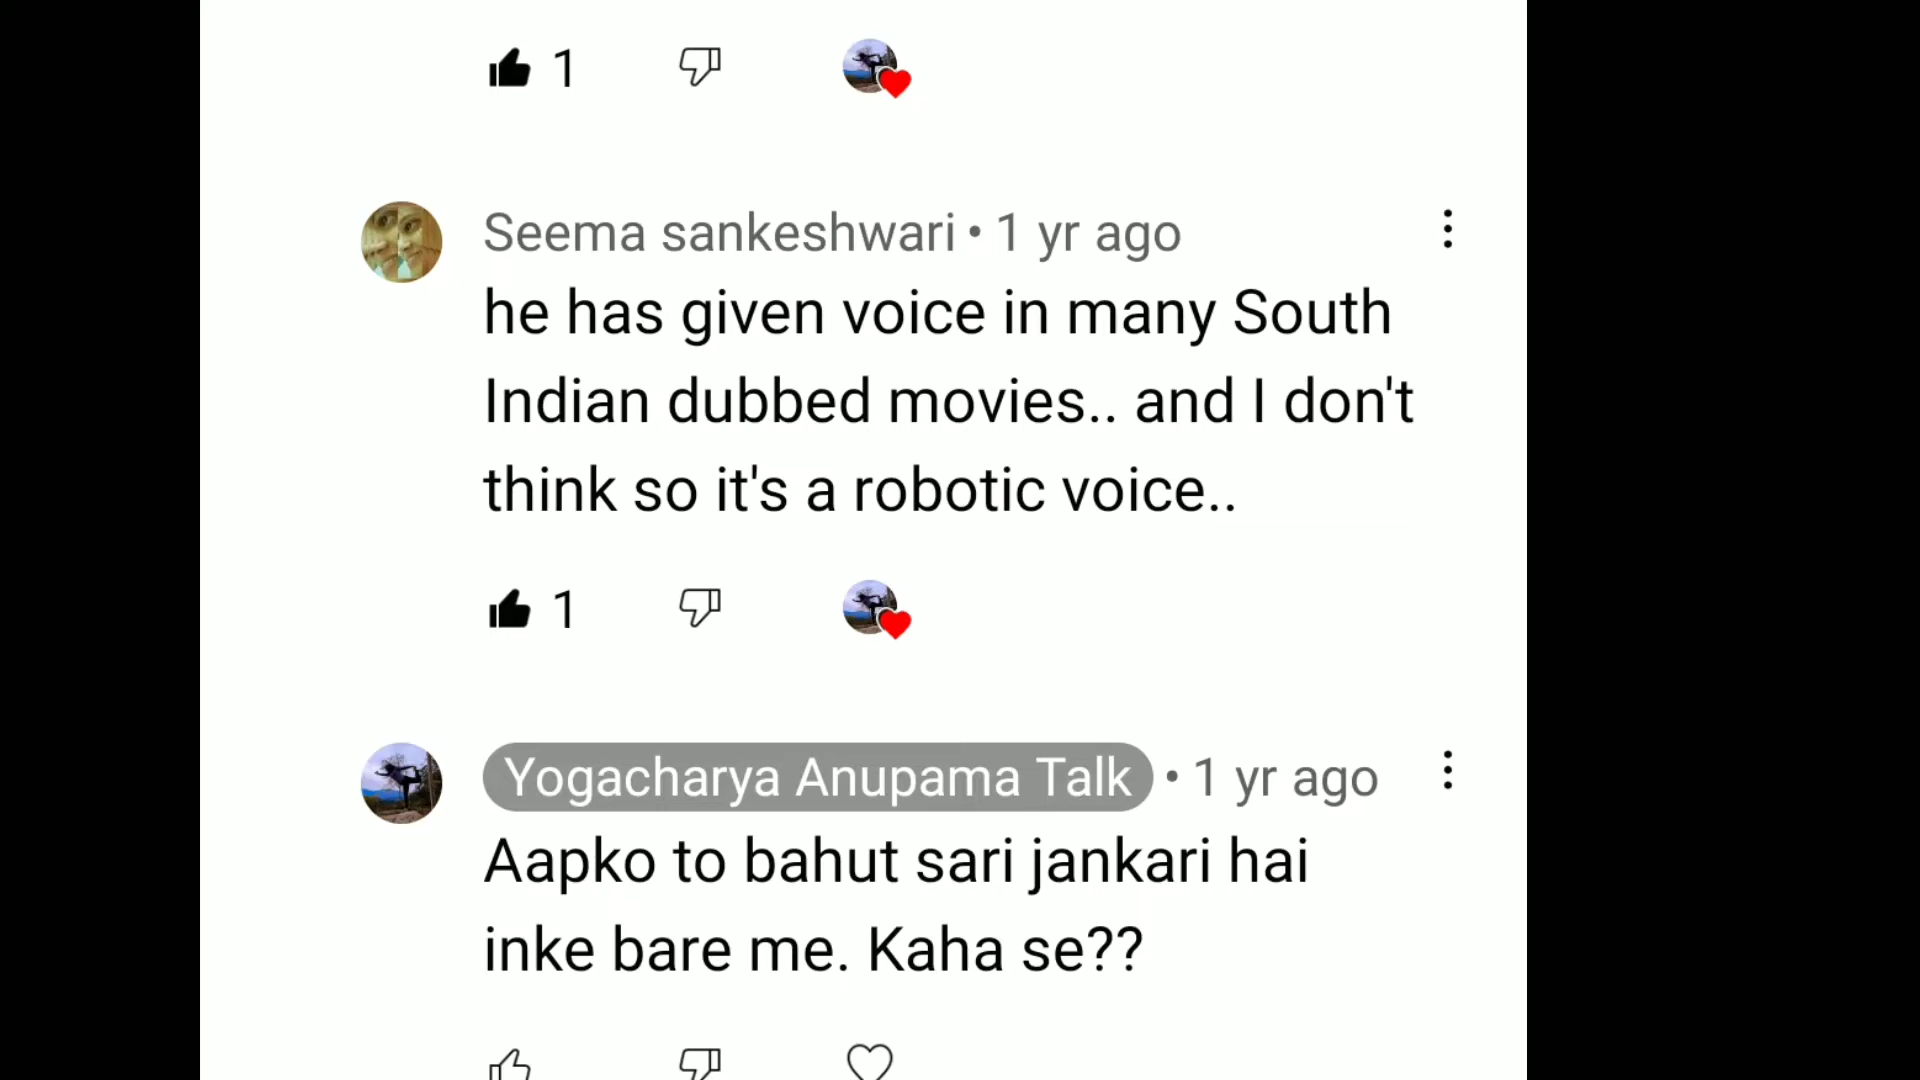 1
Seema sankeshwari • 1 yr ago
he has given voice in many South
Indian dubbed movies.. and I don't
think so it's a robotic voice..
1
Yogacharya Anupama Talk • 1 yr ago
Aapko to bahut sari jankari hai
inke bare me. Kaha se??